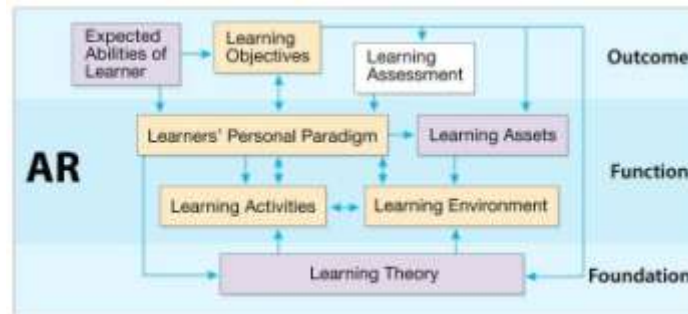 Expected
Abilities of
Learner
Learning
Objectives
Learning
Assessment
Outcome
Learners' Personal Paradigm
Learning Assets
AR
Function
Learning Activities
Learning Environment
Learning Theory
Foundation